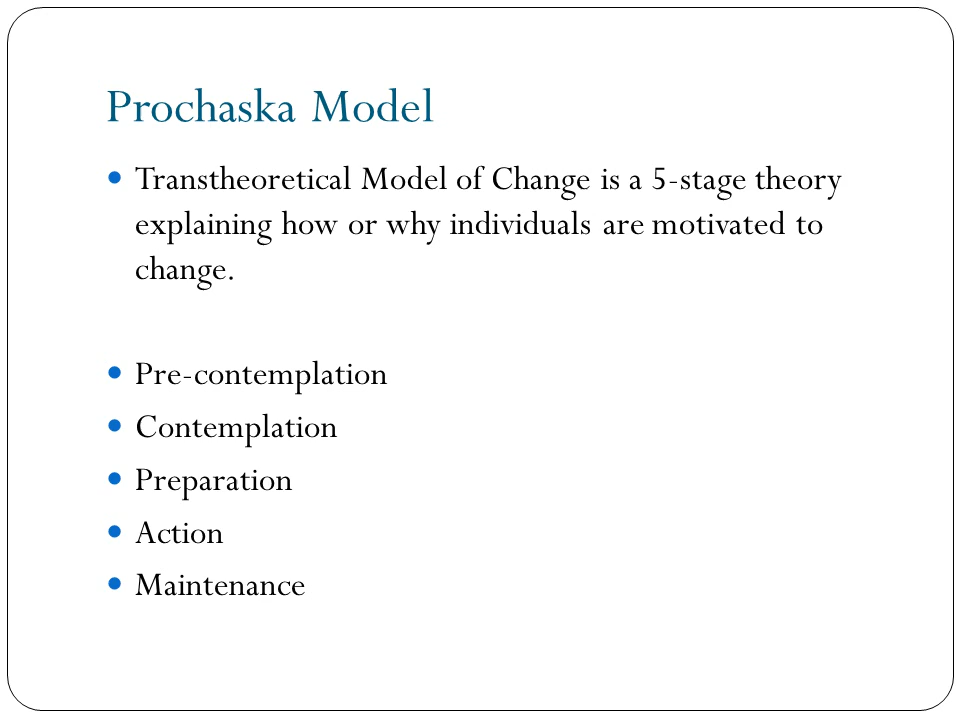 Prochaska Model
Transtheoretical Model of Change is a 5-stage theory
explaining how or why individuals are motivated to
change.
Pre-contemplation
Contemplation
Preparation
Action
Maintenance